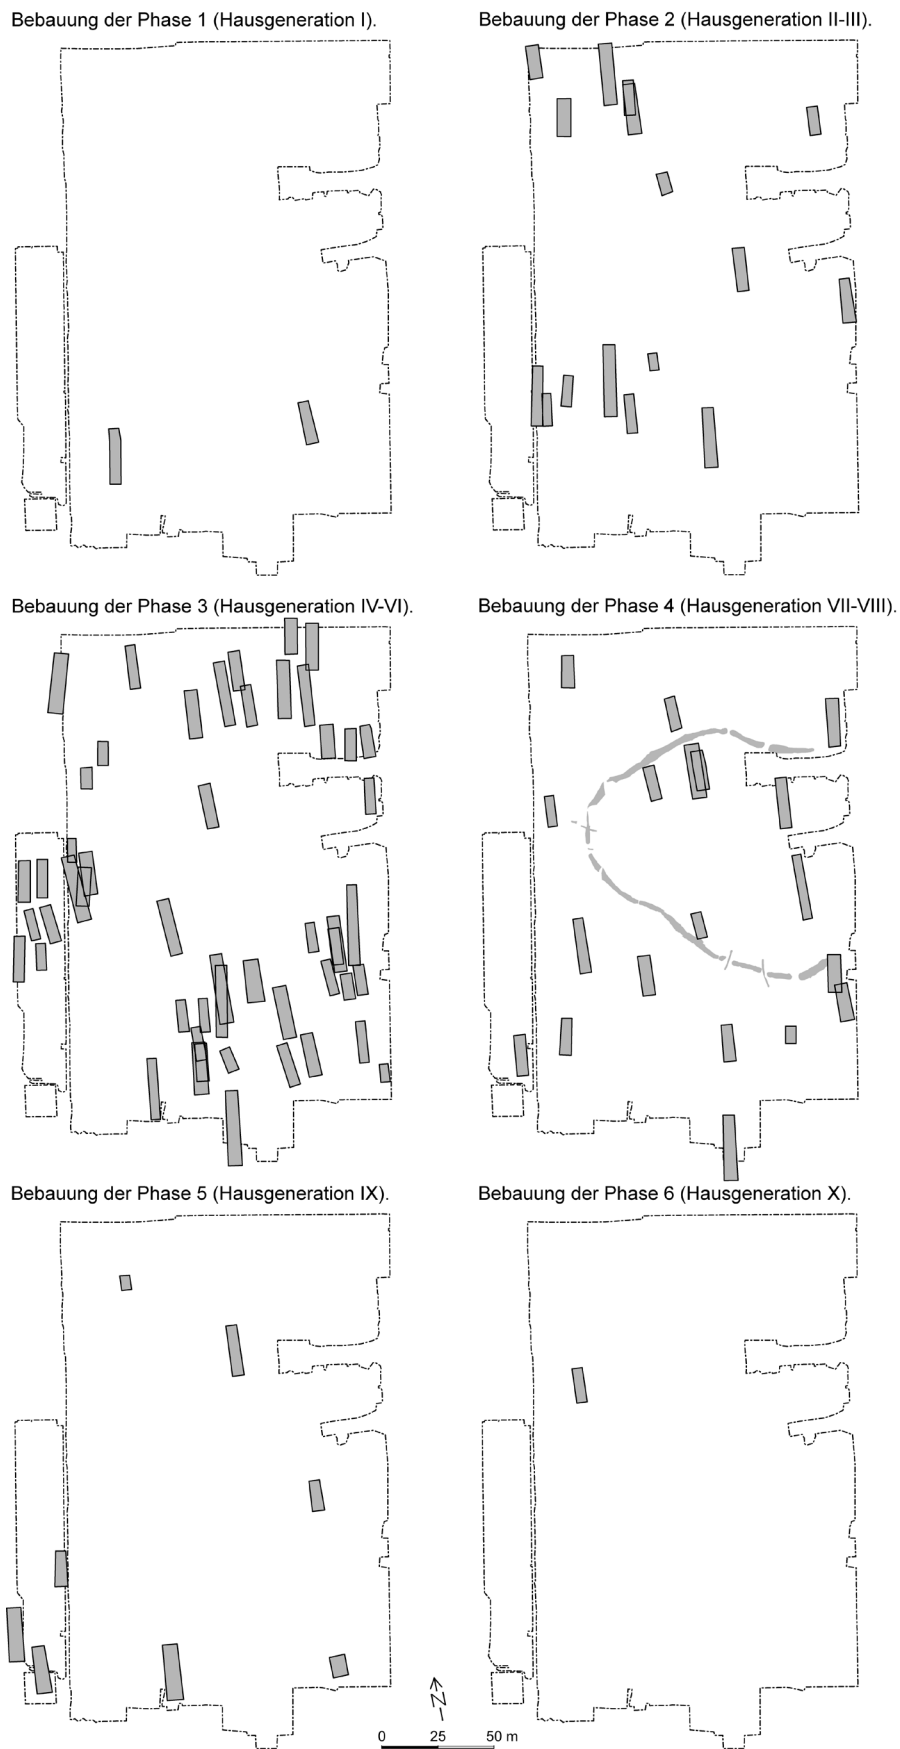 Bebauung der Phase 1 (Hausgeneration I).
Bebauung der Phase 2 (Hausgeneration II-III).
Bebauung der Phase 3 (Hausgeneration IV-VI).
Bebauung der Phase 4 (Hausgeneration VII-VIII).
Bebauung der Phase 5 (Hausgeneration IX).
Bebauung der Phase 6 (Hausgeneration X).
N
0 25 50 m